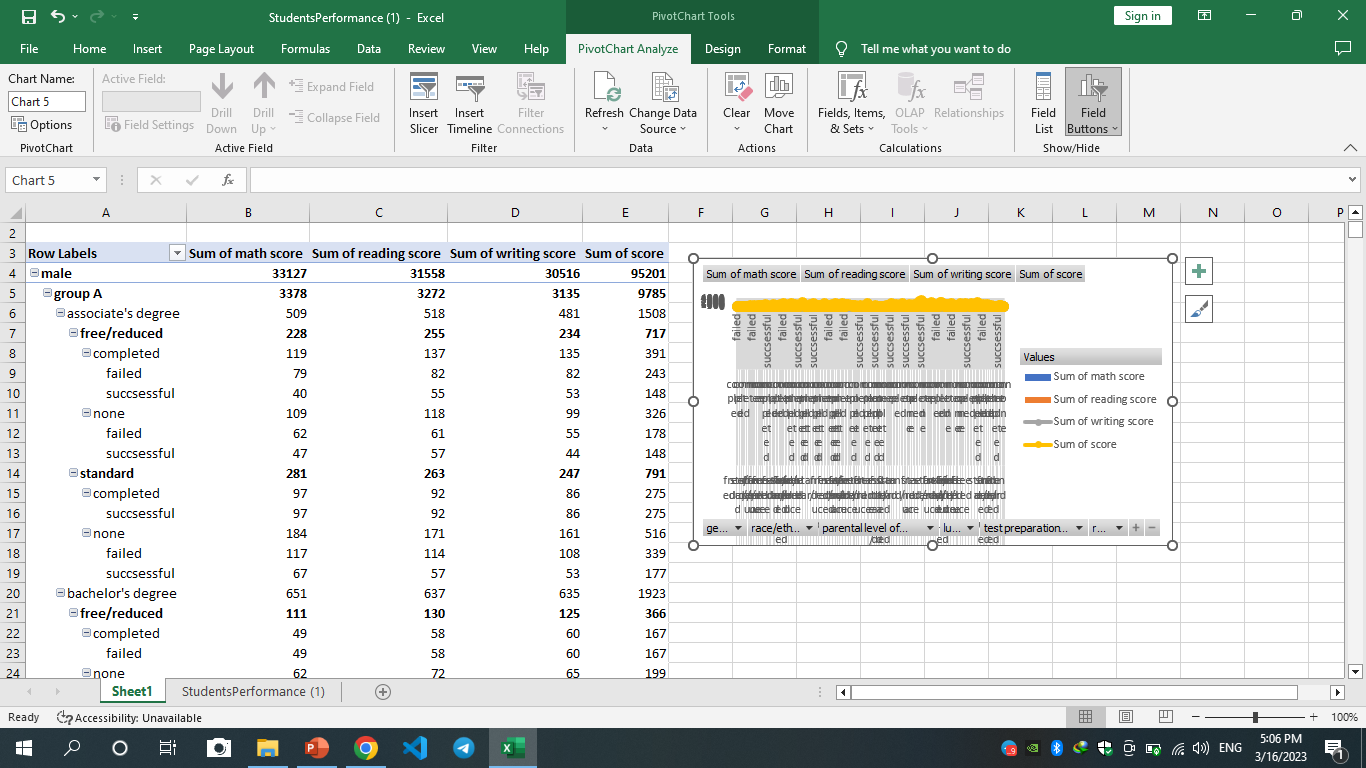 StudentsPerformance (1) - Excel
PivotChart Tools
Sign in
File Home Insert Page Layout Formulas Data Review View Help PivotChart Analyze Design Format Tell me what you want to do
Chart Name:
Chart 5
Options
PivotChart
Active Field:
Field Settings
Drill Down
Drill Up
Expand Field
Collapse Field
Active Field
Insert Slicer
Insert Timeline
Filter Connections
Filter
Refresh
Change Data Source
Data
Clear
Move Chart
Actions
Fields, Items, & Sets
OLAP Tools
Relationships
Calculations
Field List
Field Buttons
Show/Hide
Chart 5
fx
A B C D E F G H I J K L M N O P
2
3 Row Labels Sum of math score Sum of reading score Sum of writing score Sum of score
4 male 33127 31558 30516 95201
5 group A 3378 3272 3135 9785
6 associate's degree 509 518 481 1508
7 free/reduced 228 255 234 717
8 completed 119 137 135 391
9 failed 79 82 82 243
10 succsessful 40 55 53 148
11 none 109 118 99 326
12 failed 62 61 55 178
13 succsessful 47 57 44 148
14 standard 281 263 247 791
15 completed 97 92 86 275
16 succsessful 97 92 86 275
17 none 184 171 161 516
18 failed 117 114 108 339
19 succsessful 67 57 53 177
20 bachelor's degree 651 637 635 1923
21 free/reduced 111 130 125 366
22 completed 49 58 60 167
23 failed 49 58 60 167
24 none 62 72 65 199
Sum of math score Sum of reading score Sum of writing score Sum of score
failed failed succsessful failed succsessful succsessful failed failed succsessful succsessful succsessful succsessful succsessful failed failed succsessful failed succsessful
Values
Sum of math score
Sum of reading score
Sum of writing score
Sum of score
ge... race/eth... parental level of... lu... test preparation... r... + −
Sheet1 StudentsPerformance (1)
Ready Accessibility: Unavailable 100%
ENG
5:06 PM
3/16/2023
1